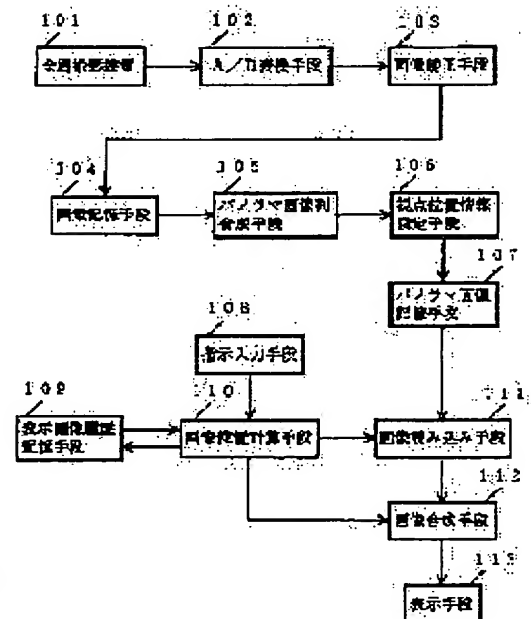 101
102
103
全周撮影装置
A/D変換手段
画像補正手段
104
105
106
画像記憶手段
パノラマ画像列
合成手段
視点位置情報
設定手段
107
パノラマ画像
記憶手段
108
指示入力手段
109
110
111
表示画像履歴
記憶手段
画像位置計算手段
画像読み込み手段
112
画像合成手段
113
表示手段